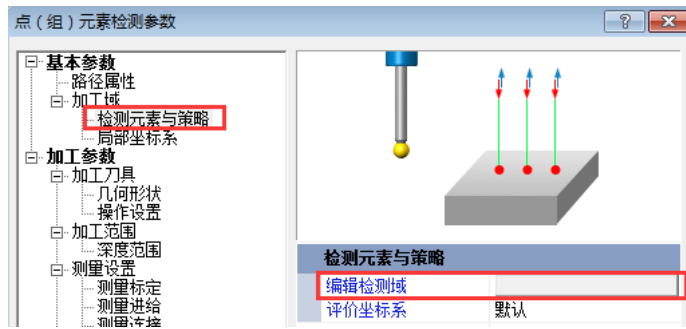 点（组）元素检测参数
基本参数
路径属性
加工域
检测元素与策略
局部坐标系
加工参数
加工刀具
几何形状
操作设置
加工范围
深度范围
测量设置
测量标定
测量进给
测量连接
检测元素与策略
编辑检测域
评价坐标系 默认